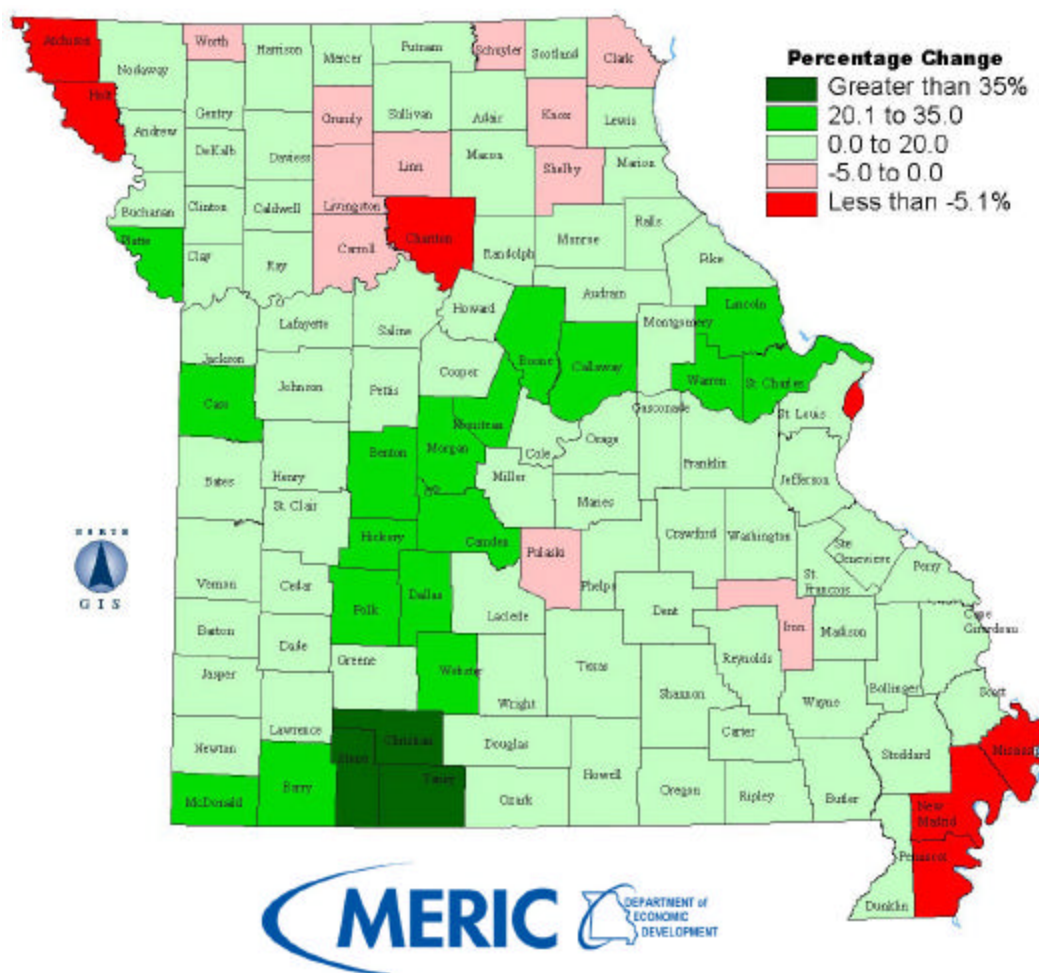 Percentage Change
Greater than 35%
20.1 to 35.0
0.0 to 20.0
-5.0 to 0.0
Less than -5.1%
Atchison
Nodaway
Worth
Harrison
Mercer
Putnam
Schuyler
Scotland
Clark
Holt
Andrew
Gentry
DeKalb
Daviess
Grundy
Sullivan
Adair
Knox
Lewis
Linn
Macon
Shelby
Marion
Buchanan
Clinton
Caldwell
Livingston
Platte
Clay
Ray
Carroll
Chariton
Randolph
Monroe
Ralls
Pike
Howard
Audrain
Lafayette
Saline
Boone
Callaway
Montgomery
Lincoln
Jackson
Johnson
Pettis
Cooper
Warren
St. Charles
Cass
Moniteau
Gasconade
St. Louis
Benton
Morgan
Cole
Osage
Franklin
Bates
Henry
Miller
Maries
Jefferson
St. Clair
Hickory
Camden
Pulaski
Phelps
Crawford
Washington
Ste
Genevieve
St.
Francois
Perry
Vernon
Cedar
Polk
Dallas
Laclede
Dent
Iron
Madison
Cape
Girardeau
Barton
Dade
Greene
Webster
Wright
Texas
Reynolds
Bollinger
Jasper
Lawrence
Shannon
Wayne
Scott
Newton
Christian
Stone
Douglas
Carter
Stoddard
McDonald
Barry
Taney
Ozark
Howell
Oregon
Ripley
Butler
New
Madrid
Pemiscot
Dunklin
NORTH
GIS
MERIC
DEPARTMENT of
ECONOMIC
DEVELOPMENT